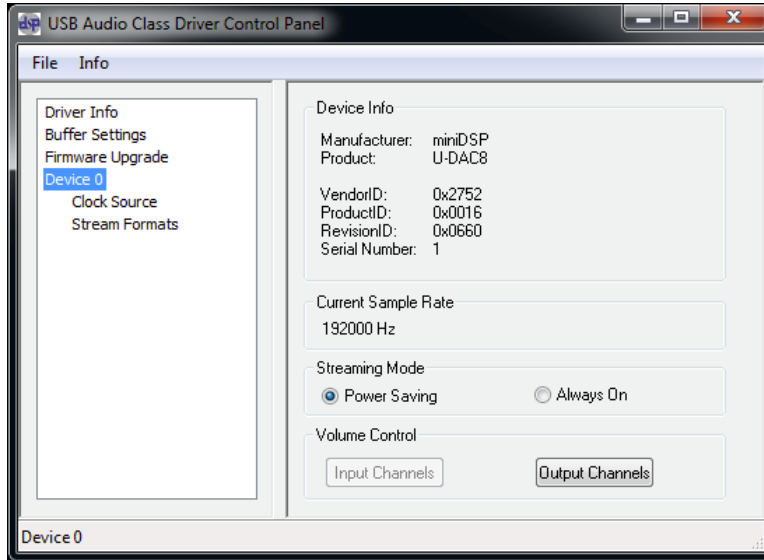 dsp USB Audio Class Driver Control Panel
File Info
Driver Info
Buffer Settings
Firmware Upgrade
Device 0
Clock Source
Stream Formats
Device Info
Manufacturer: miniDSP
Product: U-DAC8
VendorID: 0x2752
ProductID: 0x0016
RevisionID: 0x0660
Serial Number: 1
Current Sample Rate
192000 Hz
Streaming Mode
Power Saving Always On
Volume Control
Input Channels Output Channels
Device 0